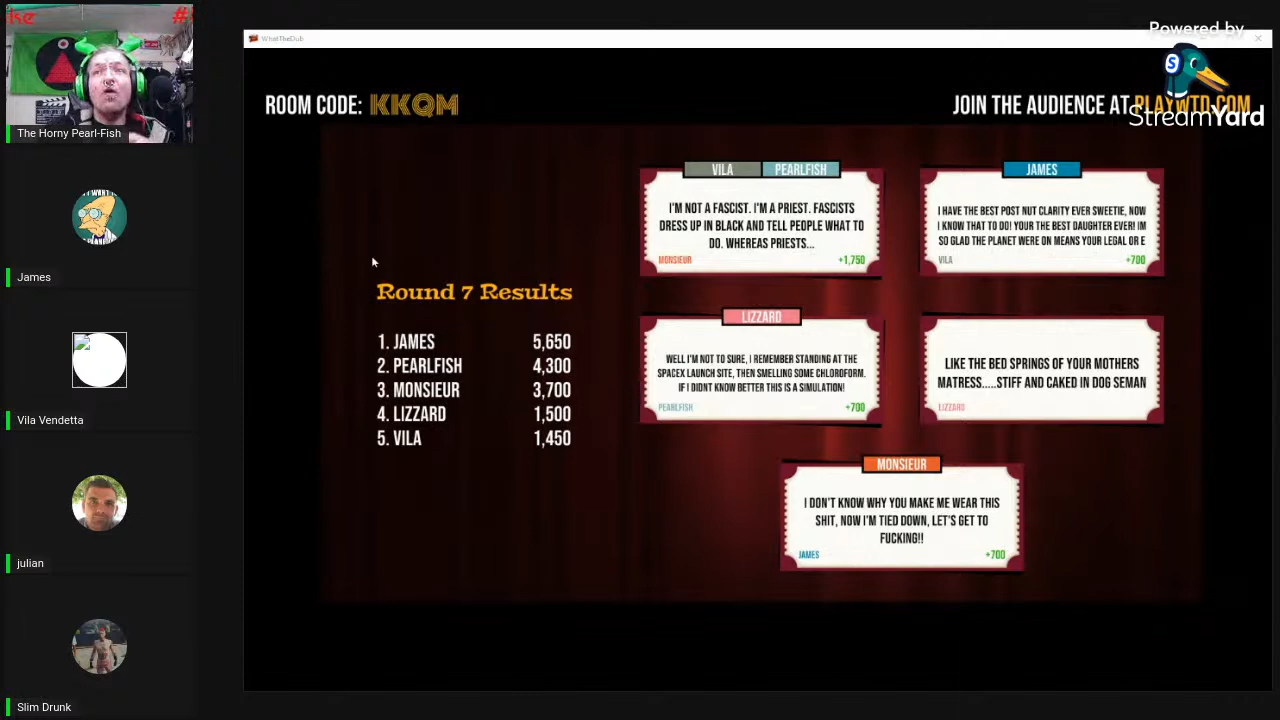 ke
#
WhatTheDub
Powered by
StreamYard
ROOM CODE: KKQM
JOIN THE AUDIENCE AT PLAYWTD.COM
The Horny Pearl-Fish
James
Vila Vendetta
julian
Slim Drunk
Round 7 Results
1. JAMES 5,650
2. PEARLFISH 4,300
3. MONSIEUR 3,700
4. LIZZARD 1,500
5. VILA 1,450
VILA PEARLFISH
I'M NOT A FASCIST. I'M A PRIEST. FASCISTS
DRESS UP IN BLACK AND TELL PEOPLE WHAT TO
DO. WHEREAS PRIESTS...
MONSIEUR +1,750
JAMES
I HAVE THE BEST POST NUT CLARITY EVER SWEETIE, NOW
I KNOW THAT TO DO! YOUR THE BEST DAUGHTER EVER! IM
SO GLAD THE PLANET WERE ON MEANS YOUR LEGAL OR E
VILA +700
LIZZARD
WELL I'M NOT TO SURE, I REMEMBER STANDING AT THE
SPACEX LAUNCH SITE, THEN SMELLING SOME CHLOROFORM.
IF I DIDNT KNOW BETTER THIS IS A SIMULATION!
PEARLFISH +700
LIKE THE BED SPRINGS OF YOUR MOTHERS
MATRESS.....STIFF AND CAKED IN DOG SEMAN
LIZZARD
MONSIEUR
I DON'T KNOW WHY YOU MAKE ME WEAR THIS
SHIT, NOW I'M TIED DOWN, LET'S GET TO
FUCKING!!
JAMES +700